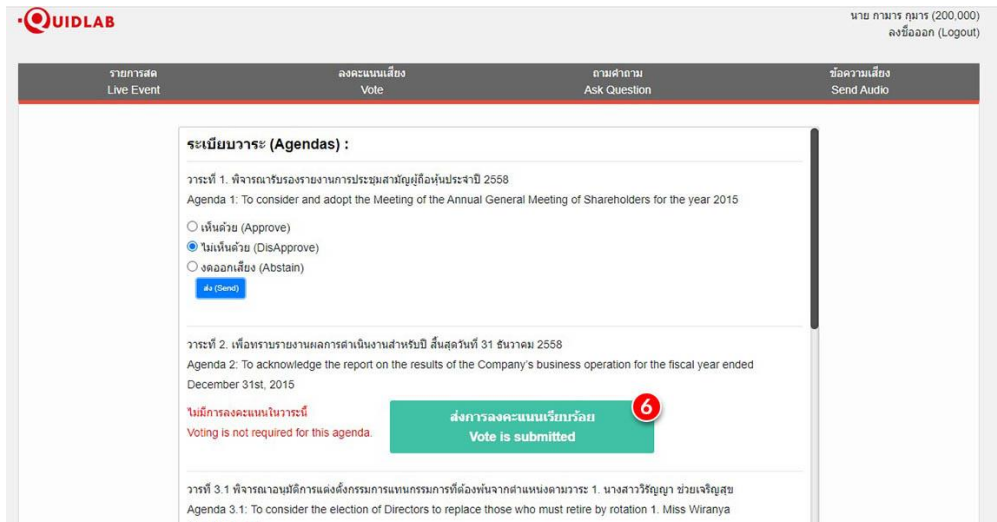 QUIDLAB
นาย กามาร กุมาร (200,000)
ลงชื่อออก (Logout)
รายการสด
Live Event
ลงคะแนนเสียง
Vote
ถามคำถาม
Ask Question
ข้อความเสียง
Send Audio
ระเบียบวาระ (Agendas) :
วาระที่ 1. พิจารณารับรองรายงานการประชุมสามัญผู้ถือหุ้นประจำปี 2558
Agenda 1: To consider and adopt the Meeting of the Annual General Meeting of Shareholders for the year 2015
เห็นด้วย (Approve)
ไม่เห็นด้วย (DisApprove)
งดออกเสียง (Abstain)
ส่ง (Send)
วาระที่ 2. เพื่อทราบรายงานผลการดำเนินงานสำหรับปี สิ้นสุดวันที่ 31 ธันวาคม 2558
Agenda 2: To acknowledge the report on the results of the Company's business operation for the fiscal year ended
December 31st, 2015
ไม่มีการลงคะแนนในวาระนี้
Voting is not required for this agenda.
ส่งการลงคะแนนเรียบร้อย
Vote is submitted
6
วารที่ 3.1 พิจารณาอนุมัติการแต่งตั้งกรรมการแทนกรรมการที่ต้องพ้นจากตำแหน่งตามวาระ 1. นางสาววิรัญญา ช่วยเจริญสุข
Agenda 3.1: To consider the election of Directors to replace those who must retire by rotation 1. Miss Wiranya